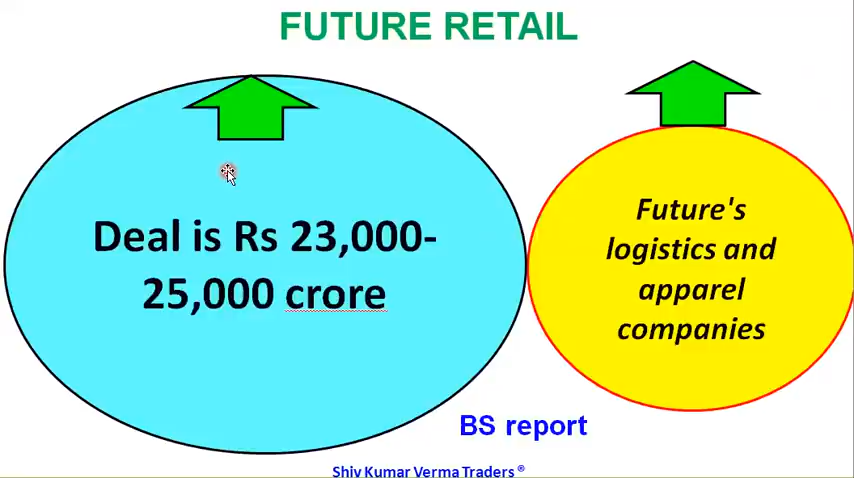 FUTURE RETAIL
Deal is Rs 23,000-
25,000 crore
Future's
logistics and
apparel
companies
BS report
Shiv Kumar Verma Traders ®